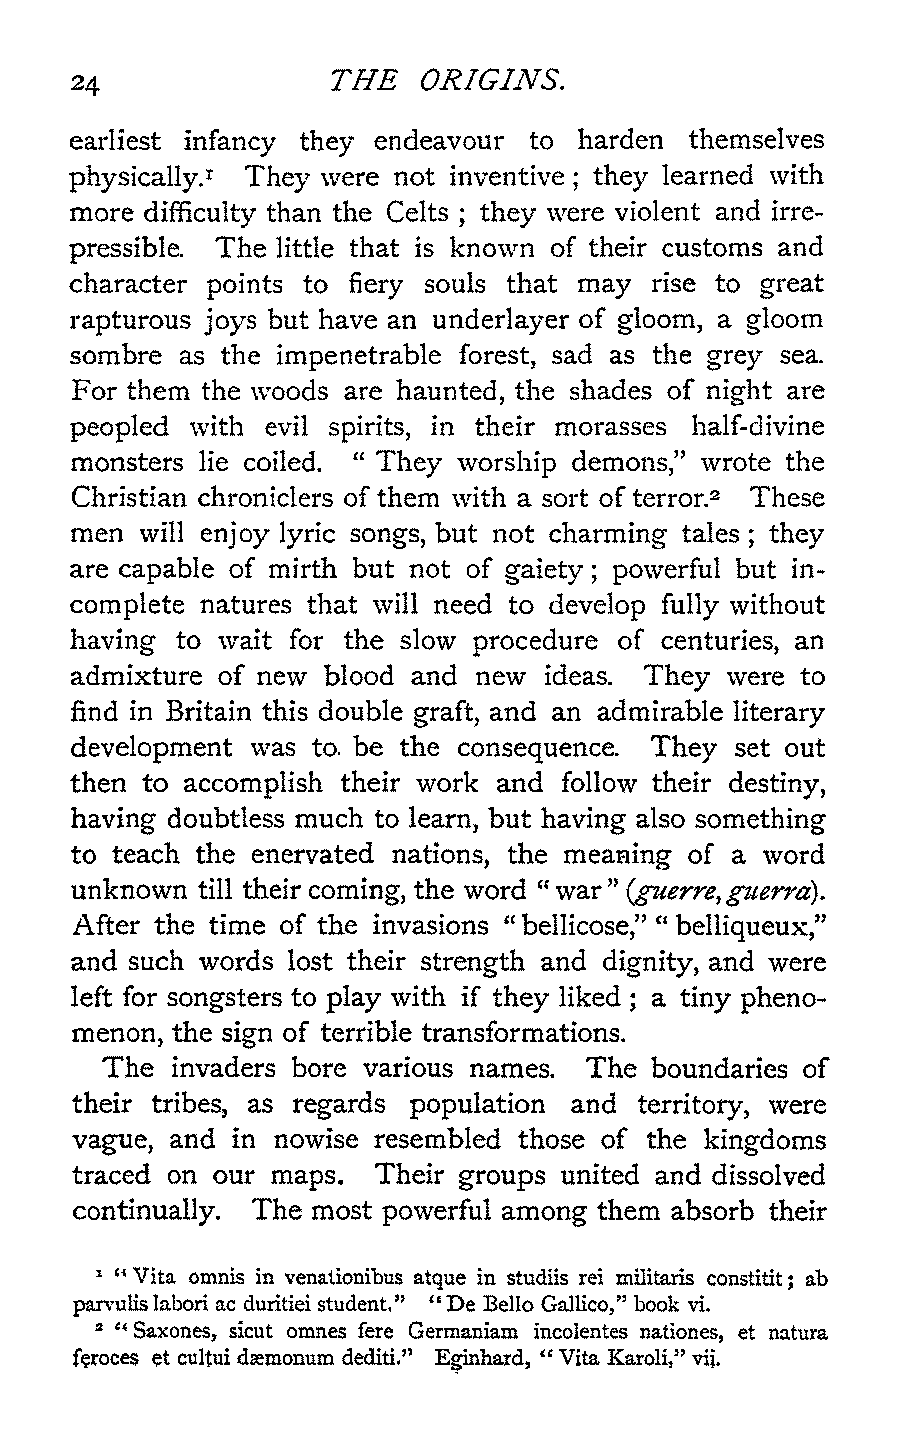 24 THE ORIGINS.
earliest infancy they endeavour to harden themselves
physically.¹ They were not inventive ; they learned with
more difficulty than the Celts ; they were violent and irre-
pressible. The little that is known of their customs and
character points to fiery souls that may rise to great
rapturous joys but have an underlayer of gloom, a gloom
sombre as the impenetrable forest, sad as the grey sea.
For them the woods are haunted, the shades of night are
peopled with evil spirits, in their morasses half-divine
monsters lie coiled. “ They worship demons,” wrote the
Christian chroniclers of them with a sort of terror.² These
men will enjoy lyric songs, but not charming tales ; they
are capable of mirth but not of gaiety ; powerful but in-
complete natures that will need to develop fully without
having to wait for the slow procedure of centuries, an
admixture of new blood and new ideas. They were to
find in Britain this double graft, and an admirable literary
development was to. be the consequence. They set out
then to accomplish their work and follow their destiny,
having doubtless much to learn, but having also something
to teach the enervated nations, the meaning of a word
unknown till their coming, the word “ war ” (guerre, guerra).
After the time of the invasions “ bellicose,” “ belliqueux,”
and such words lost their strength and dignity, and were
left for songsters to play with if they liked ; a tiny pheno-
menon, the sign of terrible transformations.
The invaders bore various names. The boundaries of
their tribes, as regards population and territory, were
vague, and in nowise resembled those of the kingdoms
traced on our maps. Their groups united and dissolved
continually. The most powerful among them absorb their
¹ “ Vita omnis in venationibus atque in studiis rei militaris constitit ; ab
parvulis labori ac duritiei student.” “ De Bello Gallico,” book vi.
² “ Saxones, sicut omnes fere Germaniam incolentes nationes, et natura
feroces et cultui dæmonum dediti.” Eginhard, “ Vita Karoli,” vii.